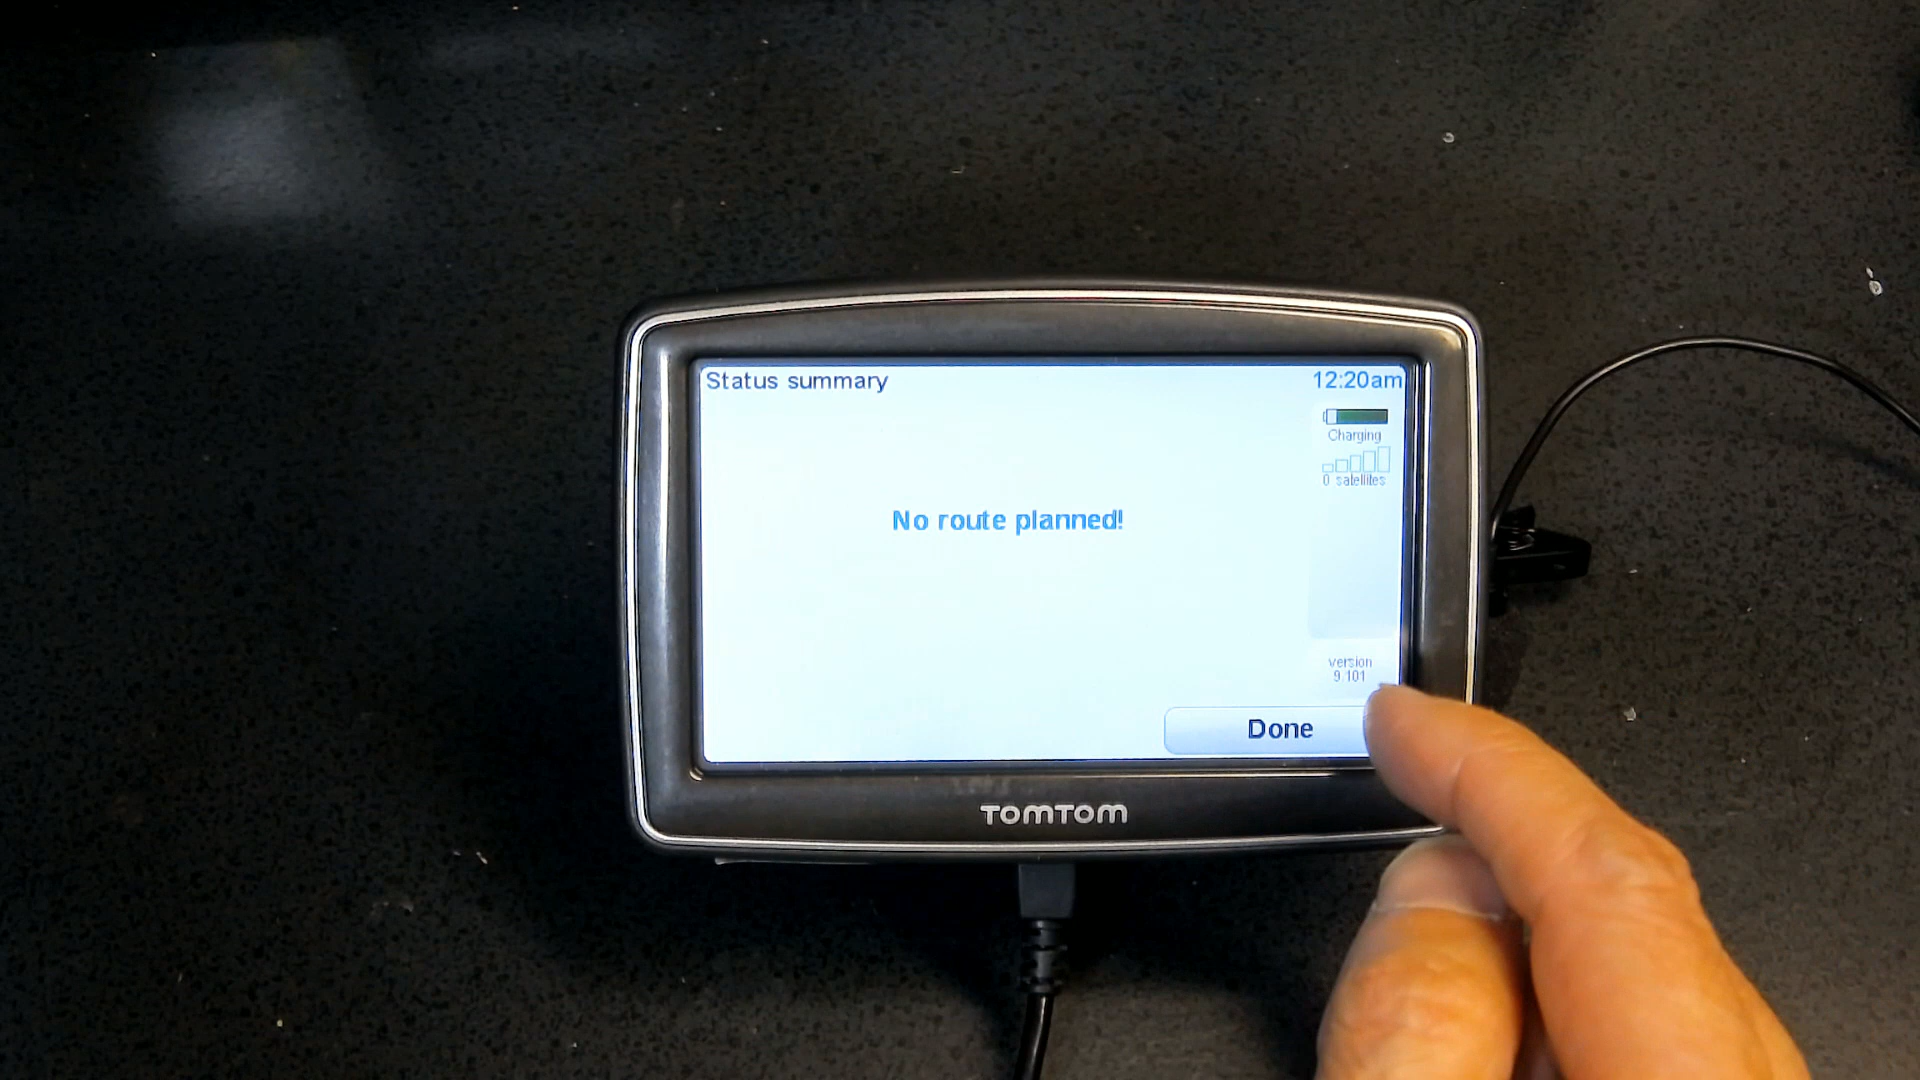 Status summary
12:20am
Charging
0 satellites
No route planned!
version
9.101
Done
TOMTOM